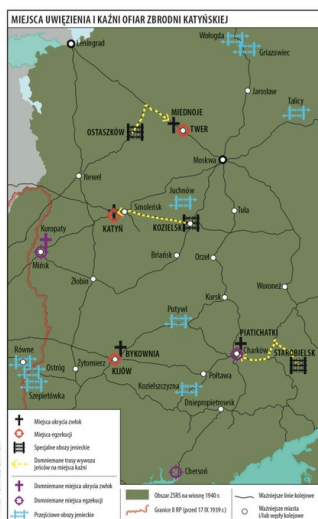 MIEJSCA UWIĘZIENIA I KAŹNI OFIAR ZBRODNI KATYŃSKIEJ
Leningrad
Wołogda
Griazowiec
Jarosław
Talicy
MIEDNOJE
OSTASZKÓW
TWER
Moskwa
Newel
Juchnów
Smoleńsk
Tuła
KATYŃ
KOZIELSK
Kuropaty
Mińsk
Briańsk
Orzeł
Żłobin
Kursk
Woroneż
Putywl
PIATICHATKI
Równe
BYKOWNIA
Charków
STAROBIELSK
Ostróg
Żytomierz
KIJÓW
Szepietówka
Kozielszczyzna
Połtawa
Dniepropietrowsk
Chersoń
Miejsca ukrycia zwłok
Miejsca egzekucji
Specjalne obozy jenieckie
Domniemane trasy wywozu
jeńców na miejsca kaźni
Domniemane miejsca ukrycia zwłok
Domniemane miejsca egzekucji
Przejściowe obozy jenieckie
Obszar ZSRS na wiosnę 1940 r.
Granice II RP (przed 17 IX 1939 r.)
Ważniejsze linie kolejowe
Ważniejsze miasta
i/lub węzły kolejowe